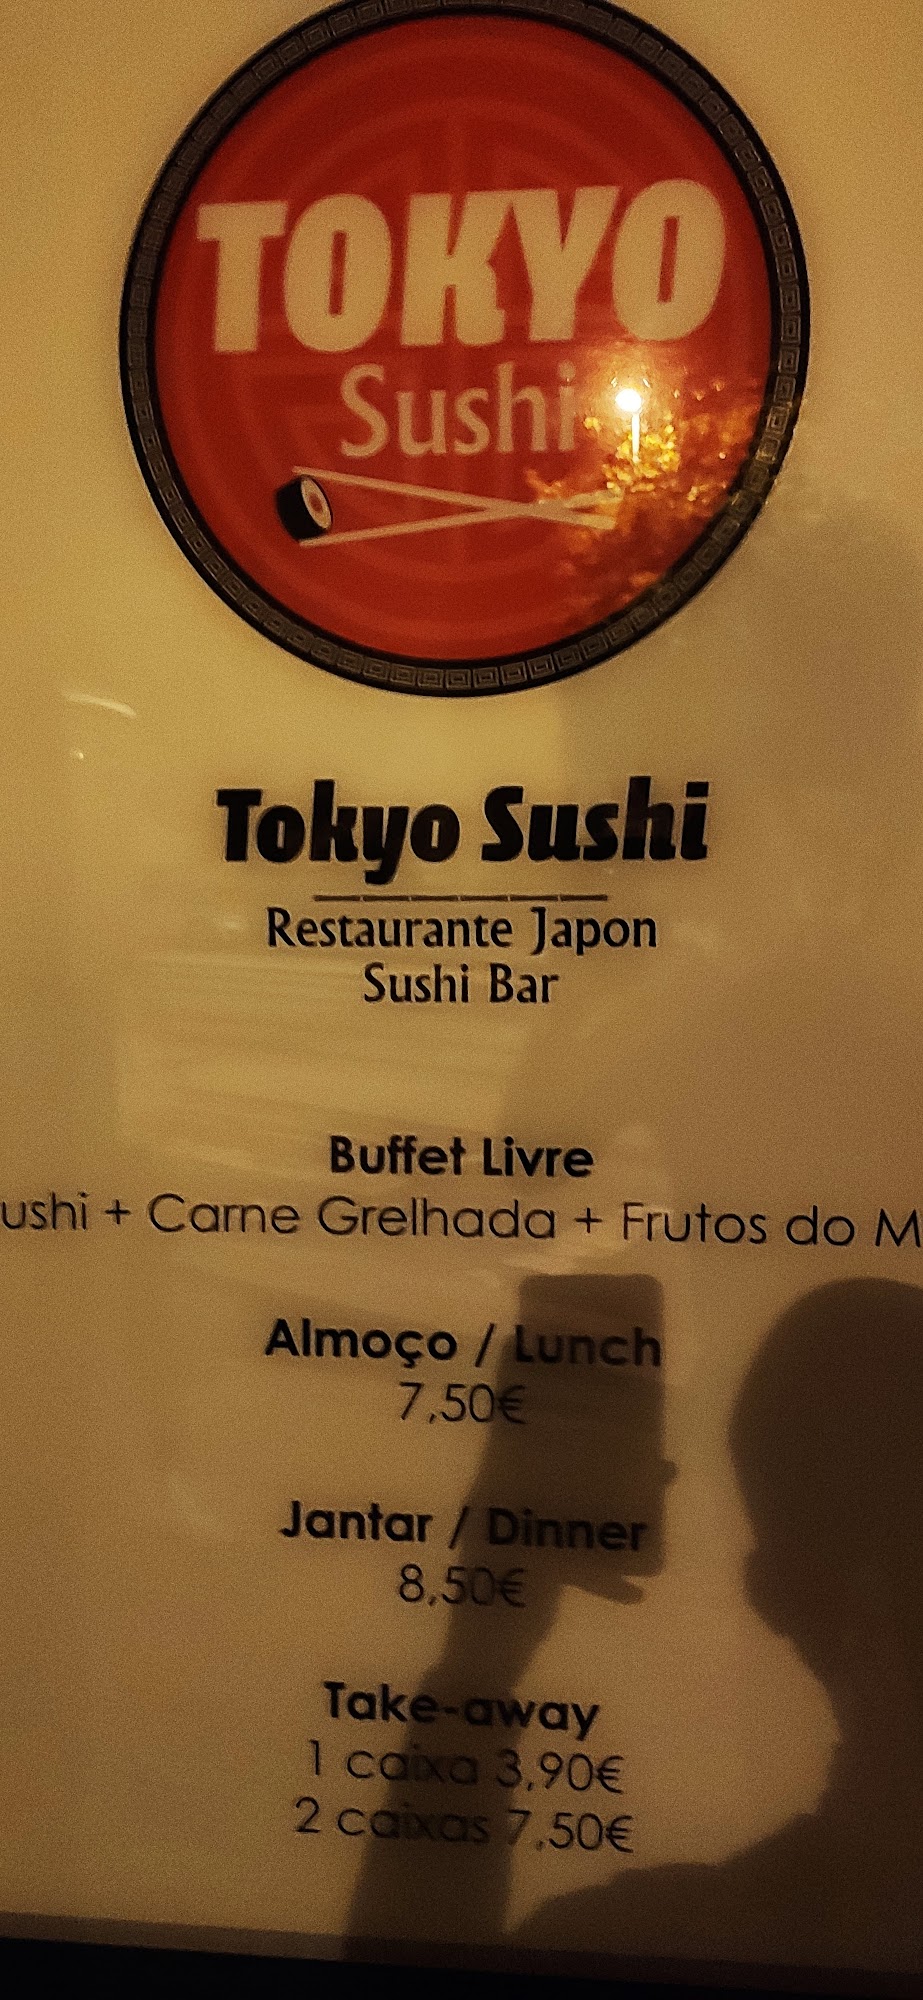 TOKYO
Sushi
Tokyo Sushi
Restaurante Japon
Sushi Bar
Buffet Livre
ushi + Carne Grelhada + Frutos do M
Almoço / Lunch
7,50€
Jantar / Dinner
8,50€
Take-away
1 caixa 3,90€
2 caixas 7,50€